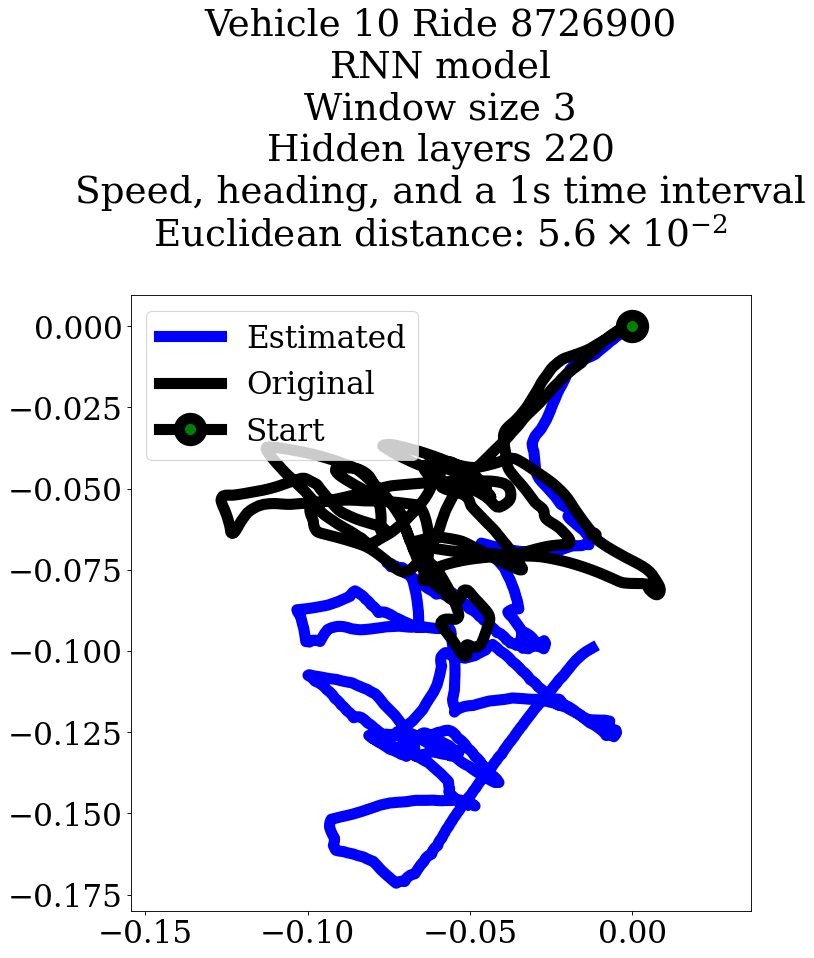 Vehicle 10 Ride 8726900
RNN model
Window size 3
Hidden layers 220
Speed, heading, and a 1s time interval
Euclidean distance: 5.6 × 10⁻²
Estimated
Original
Start
0.000
−0.025
−0.050
−0.075
−0.100
−0.125
−0.150
−0.175
−0.15 −0.10 −0.05 0.00